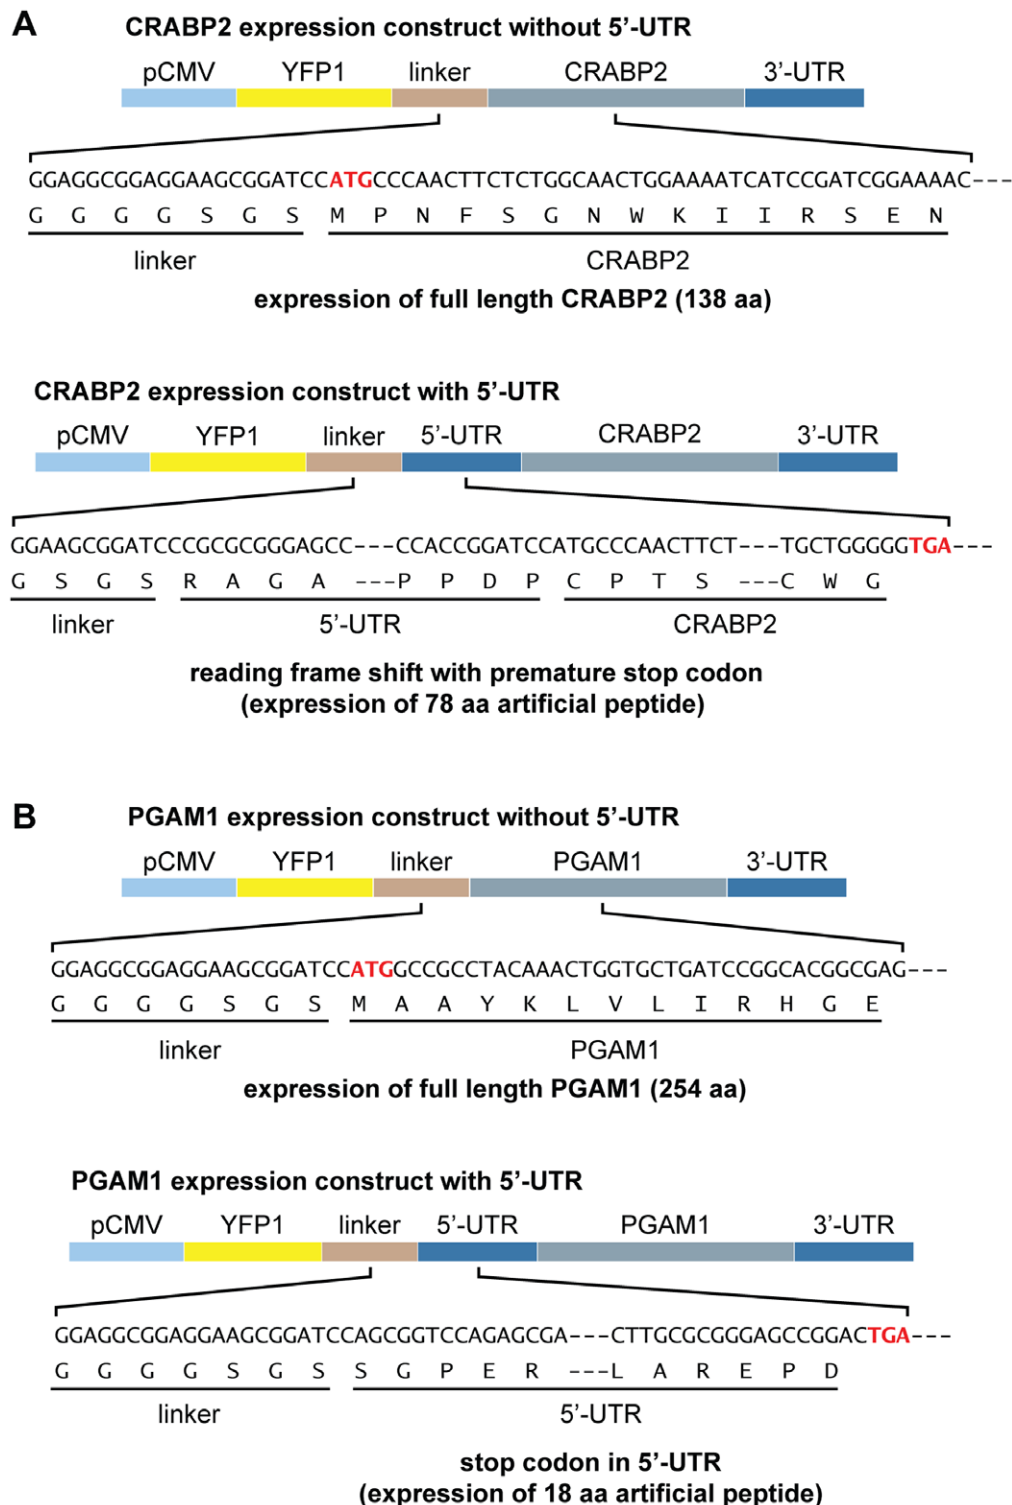 A
CRABP2 expression construct without 5’-UTR
pCMV YFP1 linker CRABP2 3’-UTR
GGAGGCGGAGGAAGCGGATCCATGCCCAACTTCTCTGGCAACTGGAAAATCATCCGATCGGAAAAC---
G G G G S G S M P N F S G N W K I I R S E N
linker CRABP2
expression of full length CRABP2 (138 aa)
CRABP2 expression construct with 5’-UTR
pCMV YFP1 linker 5’-UTR CRABP2 3’-UTR
GGAAGCGGATCCCGCGCGGGAGCC---CCACCGGATCCATGCCCAACTTCT---TGCTGGGGGTGA---
G S G S R A G A ---P P D P C P T S ---C W G
linker 5’-UTR CRABP2
reading frame shift with premature stop codon
(expression of 78 aa artificial peptide)
B
PGAM1 expression construct without 5’-UTR
pCMV YFP1 linker PGAM1 3’-UTR
GGAGGCGGAGGAAGCGGATCCATGGCCGCCTACAAACTGGTGCTGATCCGGCACGGCGAG---
G G G G S G S M A A Y K L V L I R H G E
linker PGAM1
expression of full length PGAM1 (254 aa)
PGAM1 expression construct with 5’-UTR
pCMV YFP1 linker 5’-UTR PGAM1 3’-UTR
GGAGGCGGAGGAAGCGGATCCAGCGGTCCAGAGCGA---CTTGCGCGGGAGCCGGACTGA---
G G G G S G S S G P E R ---L A R E P D
linker 5’-UTR
stop codon in 5’-UTR
(expression of 18 aa artificial peptide)